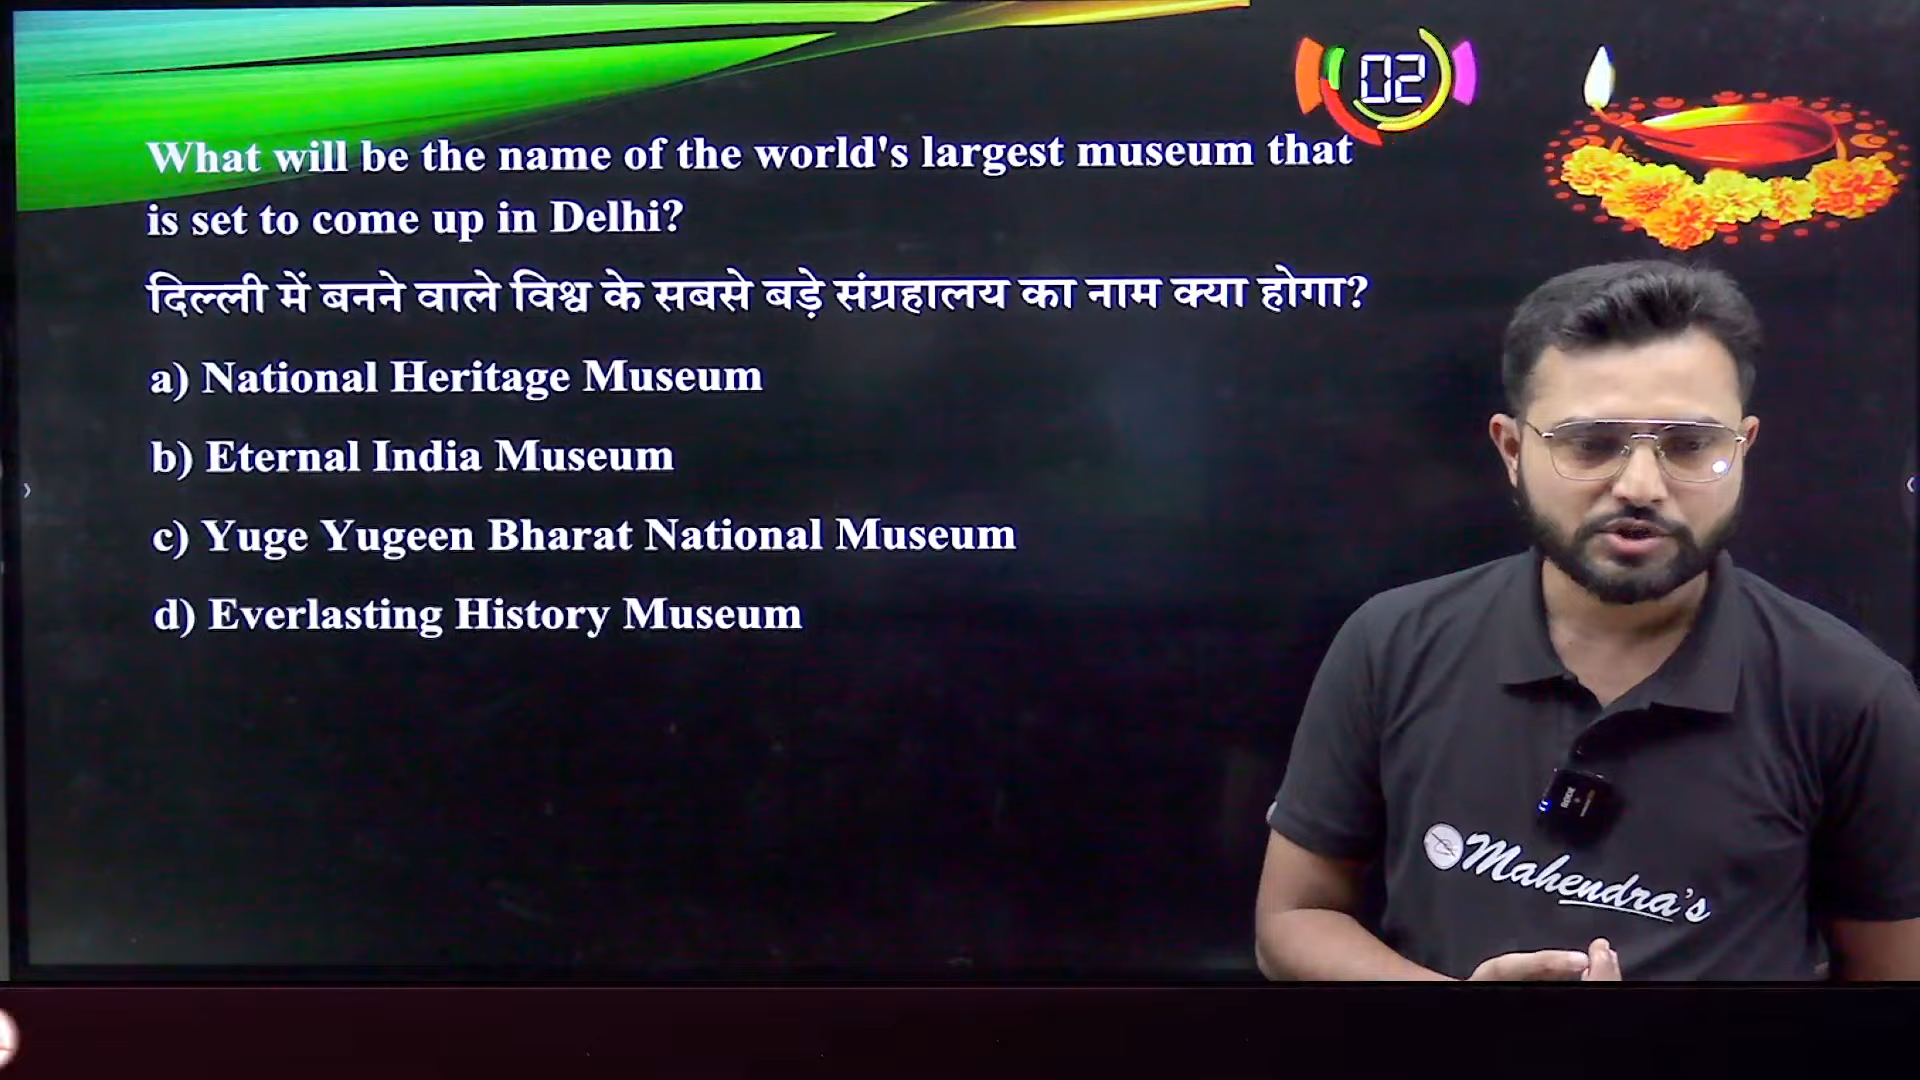 02
What will be the name of the world's largest museum that
is set to come up in Delhi?
दिल्ली में बनने वाले विश्व के सबसे बड़े संग्रहालय का नाम क्या होगा?
a) National Heritage Museum
b) Eternal India Museum
c) Yuge Yugeen Bharat National Museum
d) Everlasting History Museum
Mahendra's